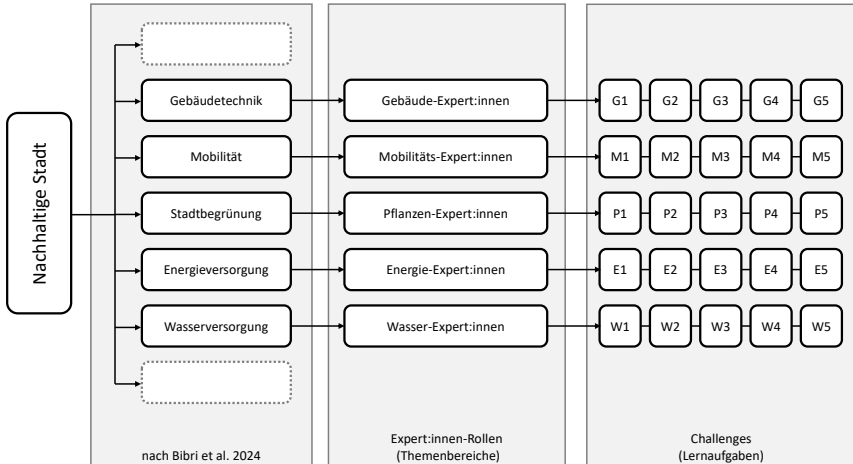 Nachhaltige Stadt
Gebäudetechnik
Gebäude-Expert:innen
G1 G2 G3 G4 G5
Mobilität
Mobilitäts-Expert:innen
M1 M2 M3 M4 M5
Stadtbegrünung
Pflanzen-Expert:innen
P1 P2 P3 P4 P5
Energieversorgung
Energie-Expert:innen
E1 E2 E3 E4 E5
Wasserversorgung
Wasser-Expert:innen
W1 W2 W3 W4 W5
nach Bibri et al. 2024
Expert:innen-Rollen
(Themenbereiche)
Challenges
(Lernaufgaben)